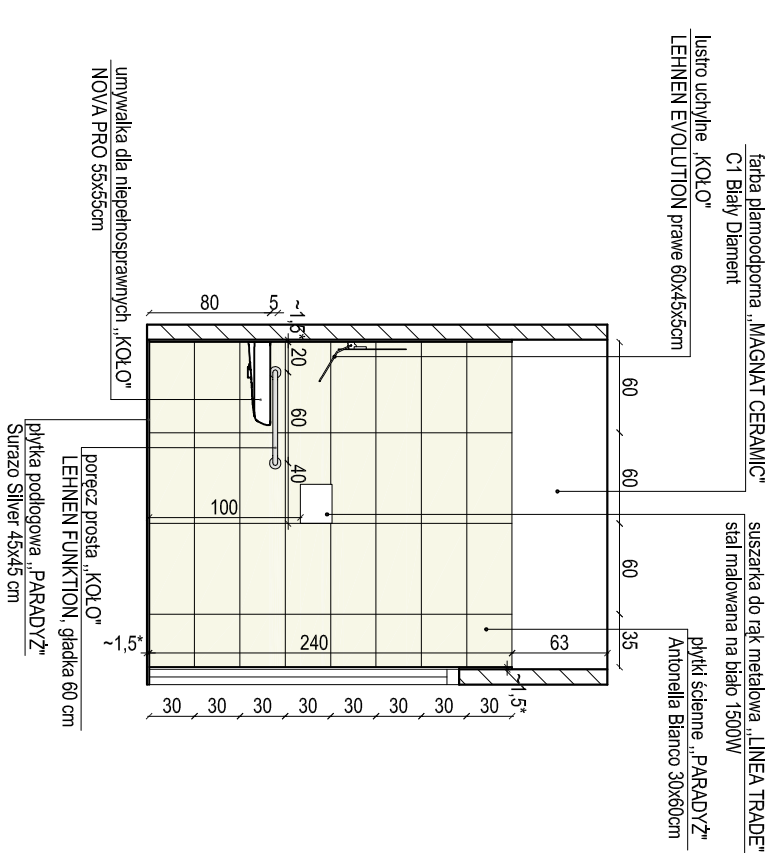 farba plamoodporna ,,MAGNAT CERAMIC"
C1 Biały Diament
lustro uchylne ,,KOŁO"
LEHNEN EVOLUTION prawe 60x45x5cm
suszarka do rąk metalowa ,,LINEA TRADE"
stal malowana na biało 1500W
płytki ścienne ,,PARADYŻ"
Antonella Bianco 30x60cm
umywalka dla niepełnosprawnych ,,KOŁO"
NOVA PRO 55x55cm
poręcz prosta ,,KOŁO"
LEHNEN FUNKTION, gładka 60 cm
płytka podłogowa ,,PARADYŻ"
Surazo Silver 45x45 cm
80
5
~1,5*
20
60
40
100
60
60
60
35
~1,5*
240
63
~1,5*
30
30
30
30
30
30
30
30